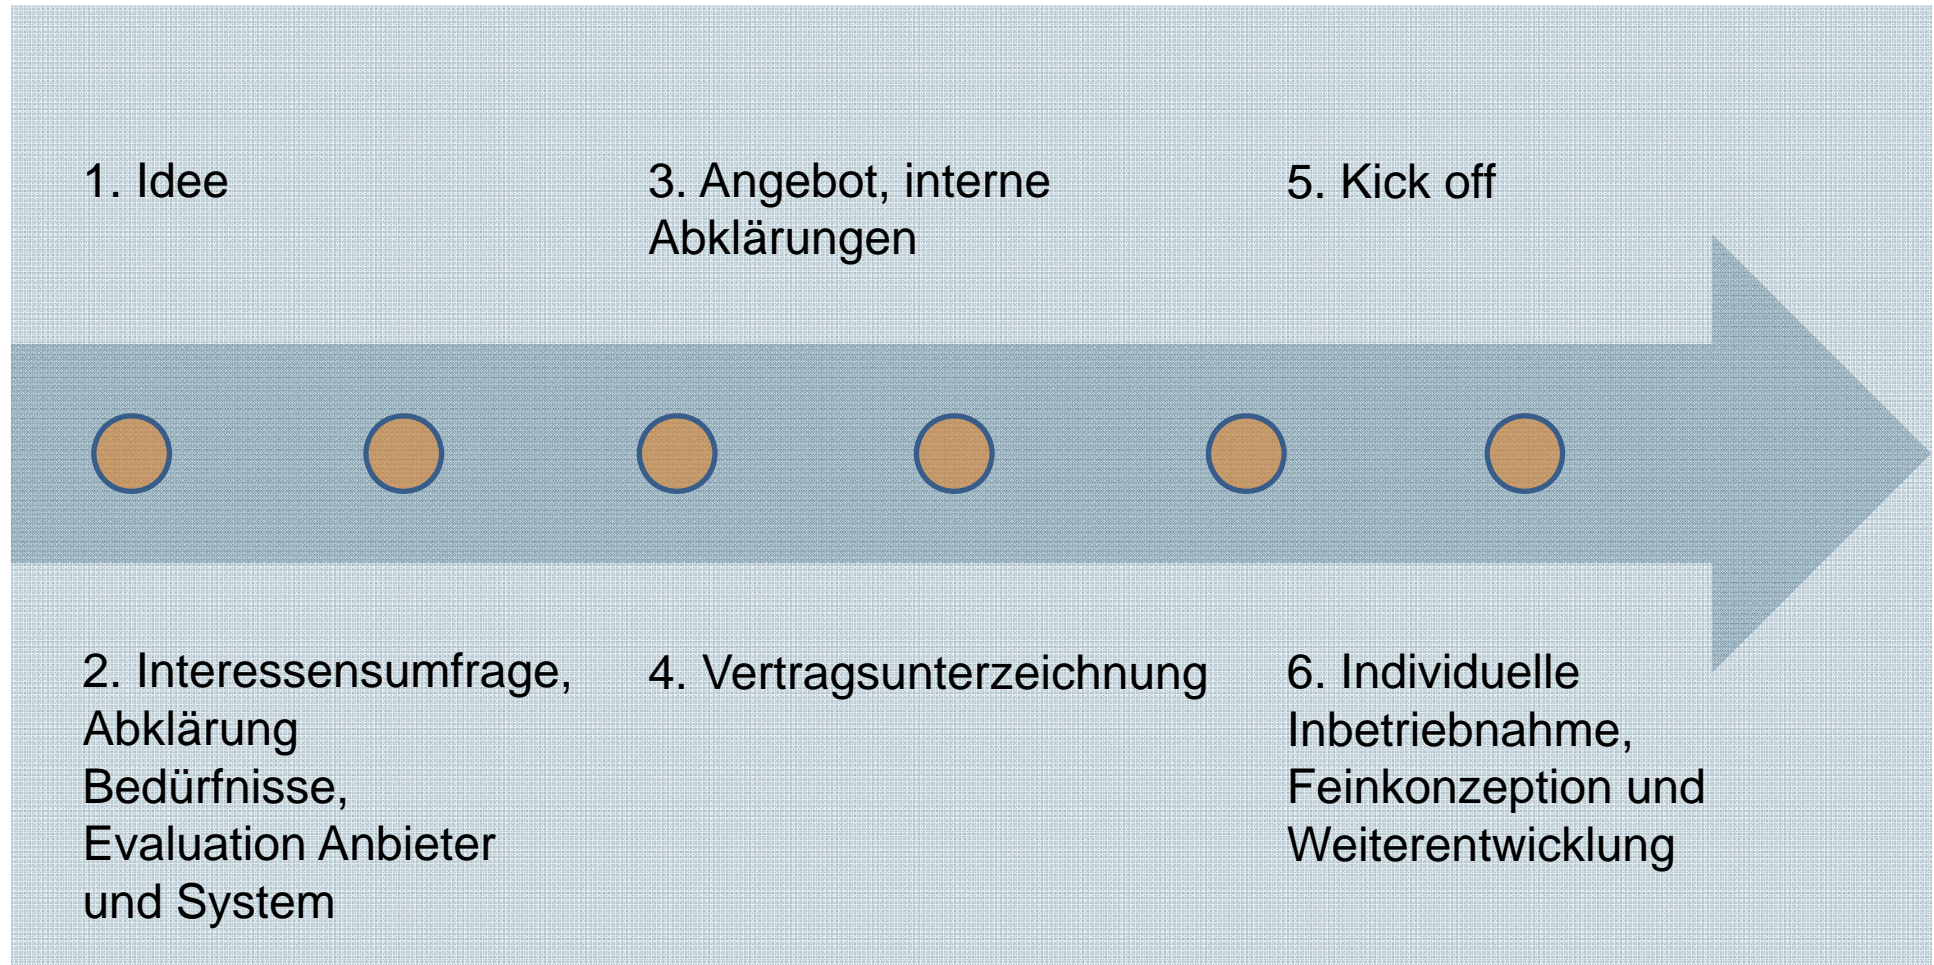 1. Idee
2. Interessensumfrage,
Abklärung
Bedürfnisse,
Evaluation Anbieter
und System
3. Angebot, interne
Abklärungen
4. Vertragsunterzeichnung
5. Kick off
6. Individuelle
Inbetriebnahme,
Feinkonzeption und
Weiterentwicklung